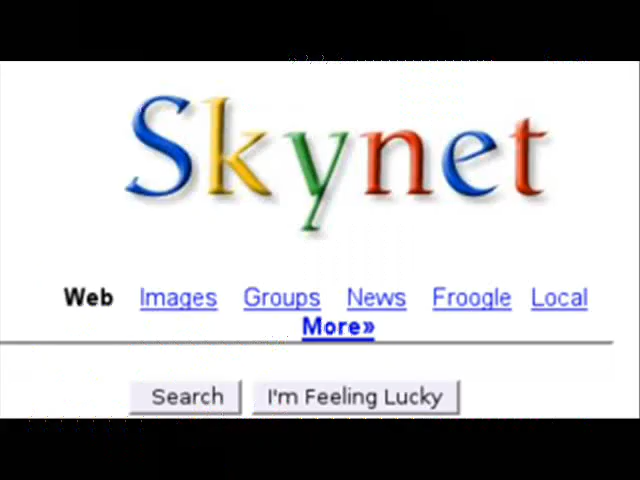 Skynet
Web Images Groups News Froogle Local
More»
Search I'm Feeling Lucky